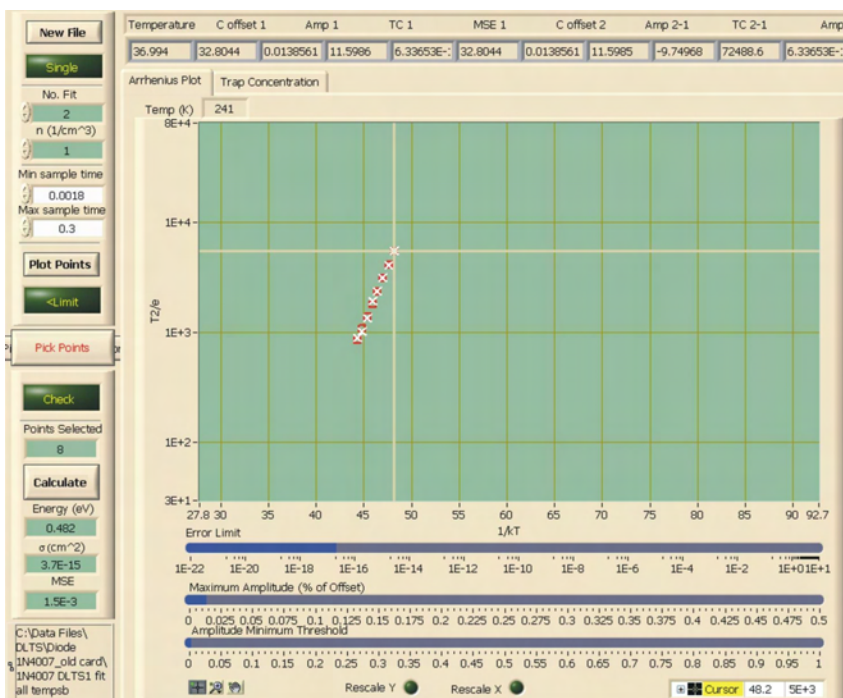 New File
Single
No. Fit
2
n (1/cm^3)
1
Min sample time
0.0018
Max sample time
0.3
Plot Points
<Limit
Pick Points
Check
Points Selected
8
Calculate
Energy (eV)
0.482
σ(cm^2)
3.7E-15
MSE
1.5E-3
C:\Data Files\
DLTS\Diode
1N4007_old card\
1N4007 DLTS1 fit
all tempsb
Temperature C offset 1 Amp 1 TC 1 MSE 1 C offset 2 Amp 2-1 TC 2-1 Amp
36.994 32.8044 0.0138561 11.5986 6.33653E- 32.8044 0.0138561 11.5985 -9.74968 72488.6 6.33653E-
Arrhenius Plot Trap Concentration
Temp (K) 241
8E+4
1E+4
1E+3
1E+2
3E+1
T2/e
27.8 30 35 40 45 50 55 60 65 70 75 80 85 90 92.7
1/kT
Error Limit
1E-22 1E-20 1E-18 1E-16 1E-14 1E-12 1E-10 1E-8 1E-6 1E-4 1E-2 1E+01E+1
Maximum Amplitude (% of Offset)
0 0.025 0.05 0.075 0.1 0.125 0.15 0.175 0.2 0.225 0.25 0.275 0.3 0.325 0.35 0.375 0.4 0.425 0.45 0.475 0.5
Amplitude Minimum Threshold
0 0.05 0.1 0.15 0.2 0.25 0.3 0.35 0.4 0.45 0.5 0.55 0.6 0.65 0.7 0.75 0.8 0.85 0.9 0.95 1
Rescale Y Rescale X Cursor 48.2 5E+3